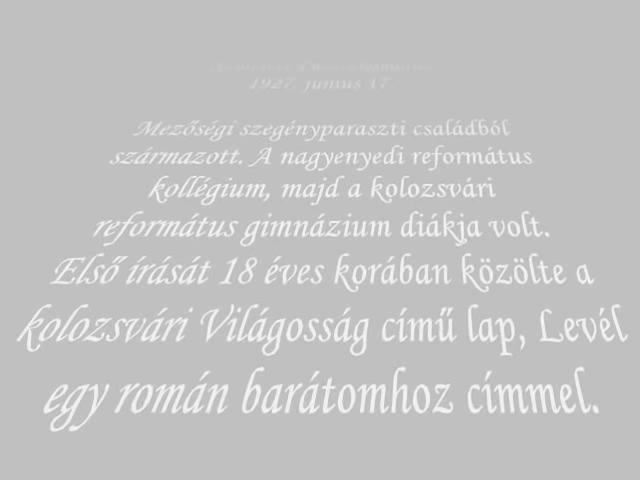 1927. június 17.
Mezőségi szegényparaszti családból
származott. A nagyenyedi református
kollégium, majd a kolozsvári
református gimnázium diákja volt.
Első írását 18 éves korában közölte a
kolozsvári Világosság című lap, Levél
egy román barátomhoz címmel.